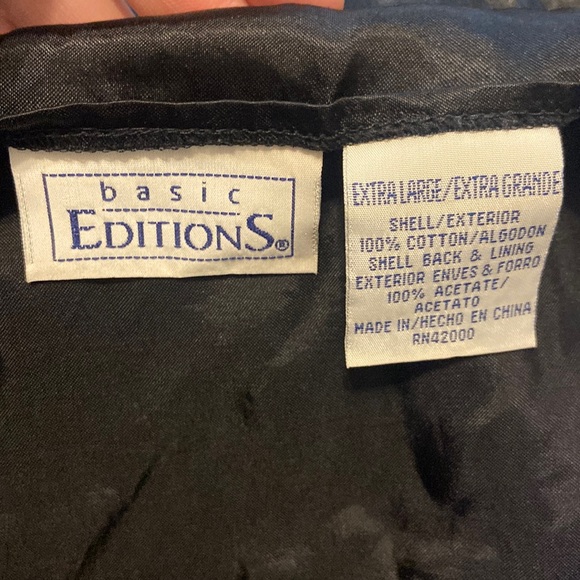 basic
EDITIONS®
EXTRA LARGE/EXTRA GRANDE
SHELL/EXTERIOR
100% COTTON/ALGODON
SHELL BACK & LINING
EXTERIOR ENVES & FORRO
100% ACETATE/
ACETATO
MADE IN/HECHO EN CHINA
RN42000